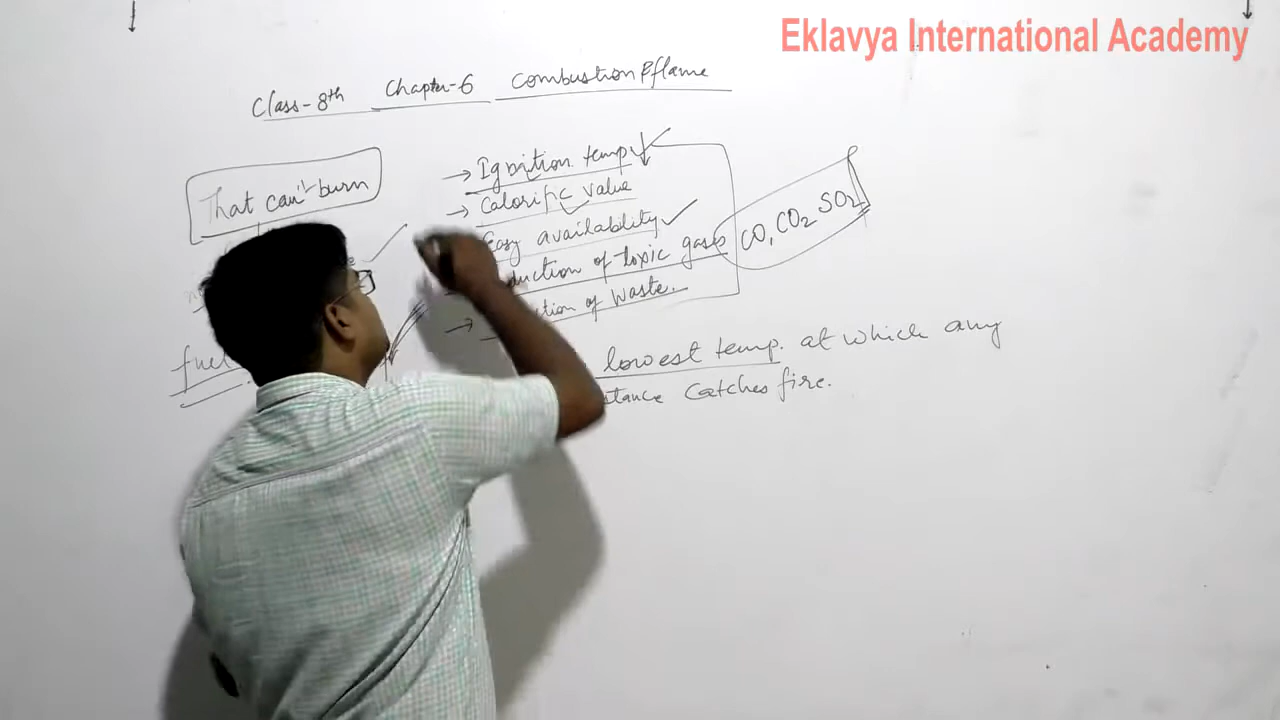 Eklavya International Academy
Class-8th Chapter-6 Combustion & flame
That can't burn
→ Ignition temp ↓
→ Calorific value
Easy availability
of toxic gases
CO, CO2 SO2
of waste.
→
fuel
lowest temp. at which any
catches fire.